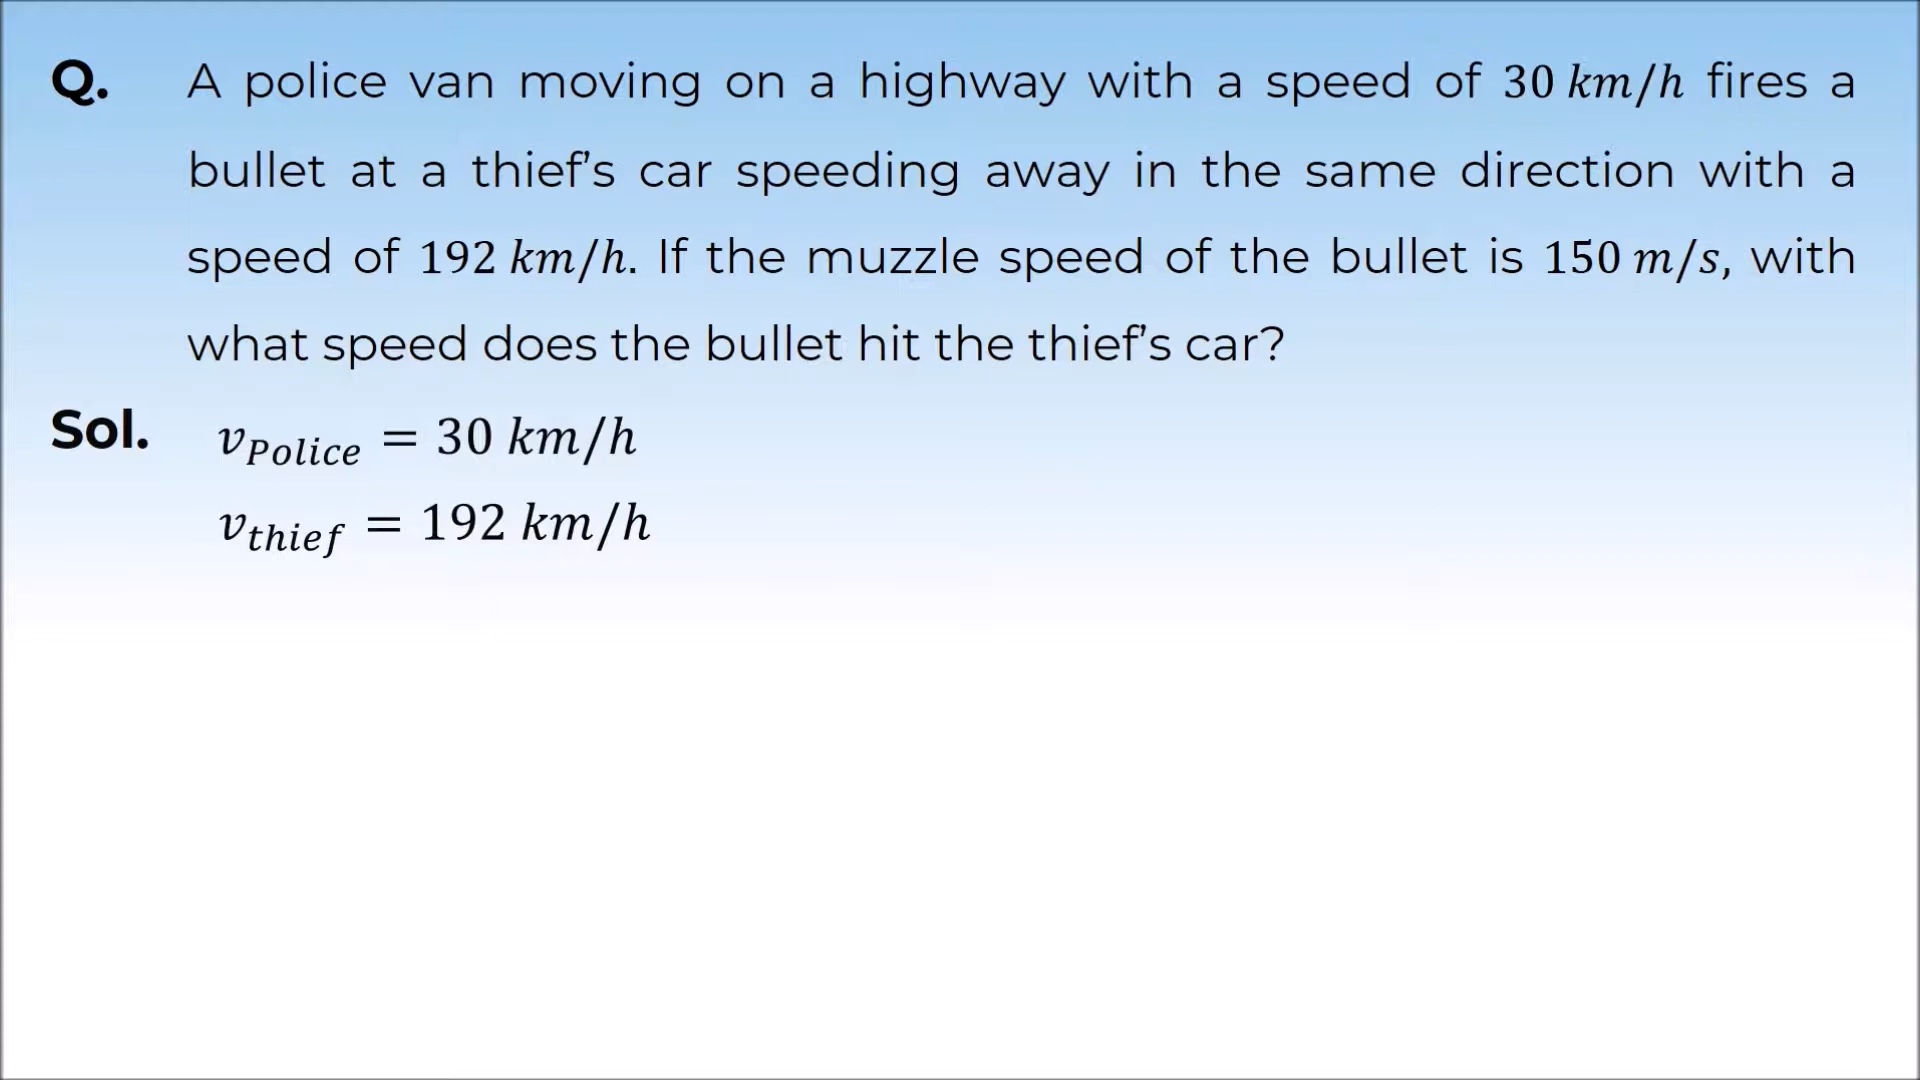 Q. A police van moving on a highway with a speed of 30 km/h fires a
bullet at a thief's car speeding away in the same direction with a
speed of 192 km/h. If the muzzle speed of the bullet is 150 m/s, with
what speed does the bullet hit the thief's car?
Sol. v_Police = 30 km/h
v_thief = 192 km/h